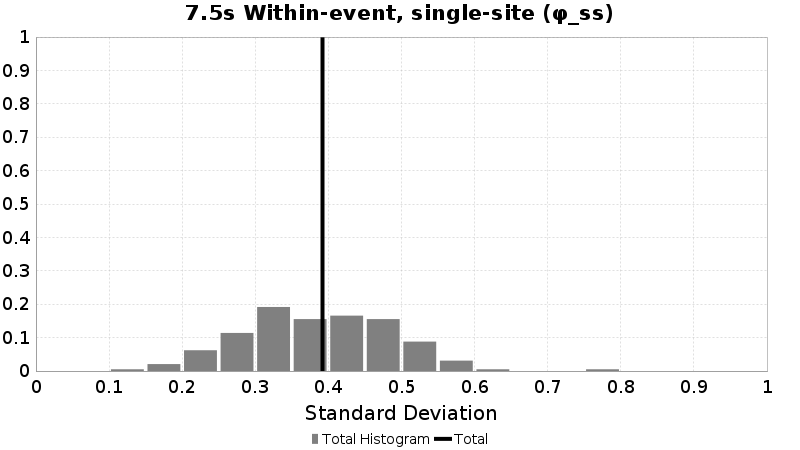 7.5s Within-event, single-site (φ_ss)
1
0.9
0.8
0.7
0.6
0.5
0.4
0.3
0.2
0.1
0
0 0.1 0.2 0.3 0.4 0.5 0.6 0.7 0.8 0.9 1
Standard Deviation
Total Histogram Total